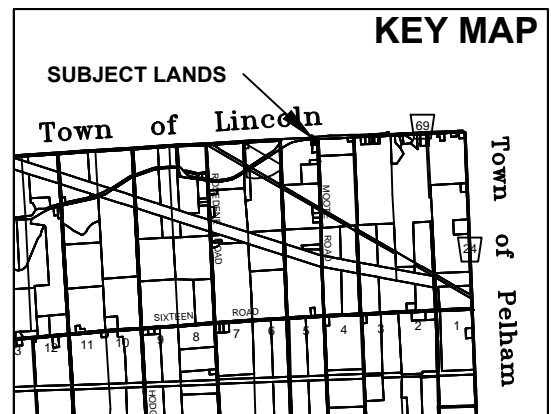 KEY MAP
SUBJECT LANDS
Town of Lincoln
69
Town of Pelham
24
MOOTE ROAD
ROAD
SIXTEEN ROAD
3 12 11 10 9 8 7 6 5 4 3 2 1